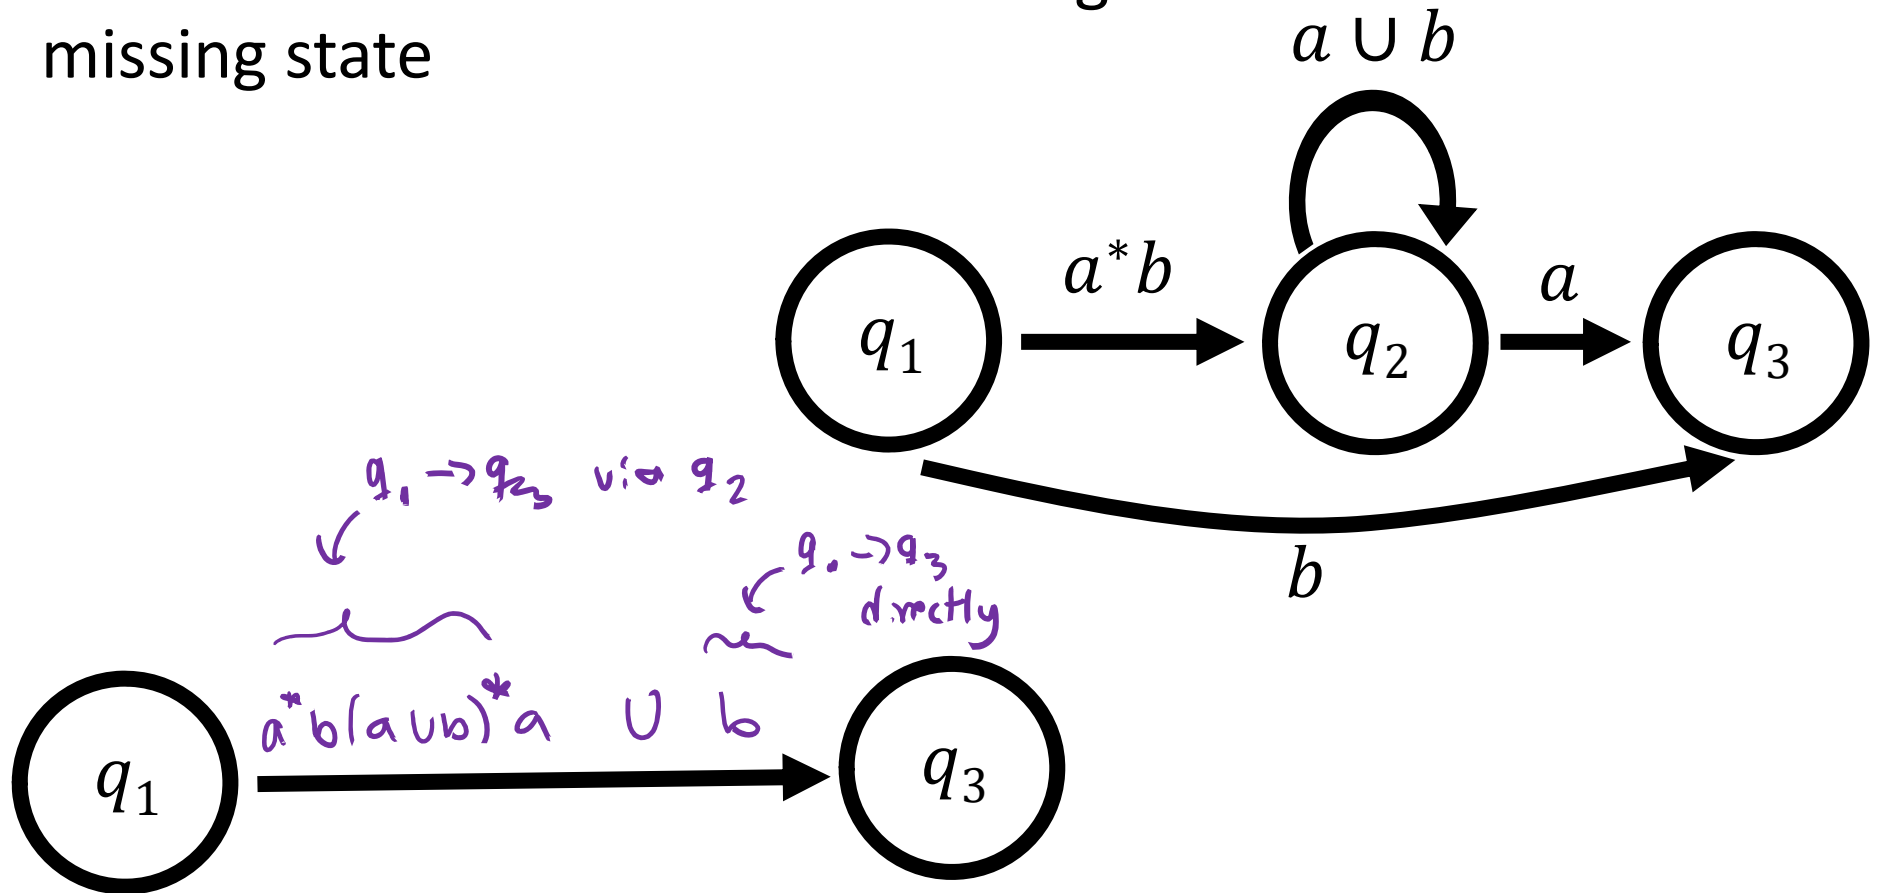 missing state
a ∪ b
a*b
a
q₁
q₂
q₃
b
q₁ → q₃ via q₂
q₁ → q₃
directly
a*b(a∪b)*a ∪ b
q₁
q₃